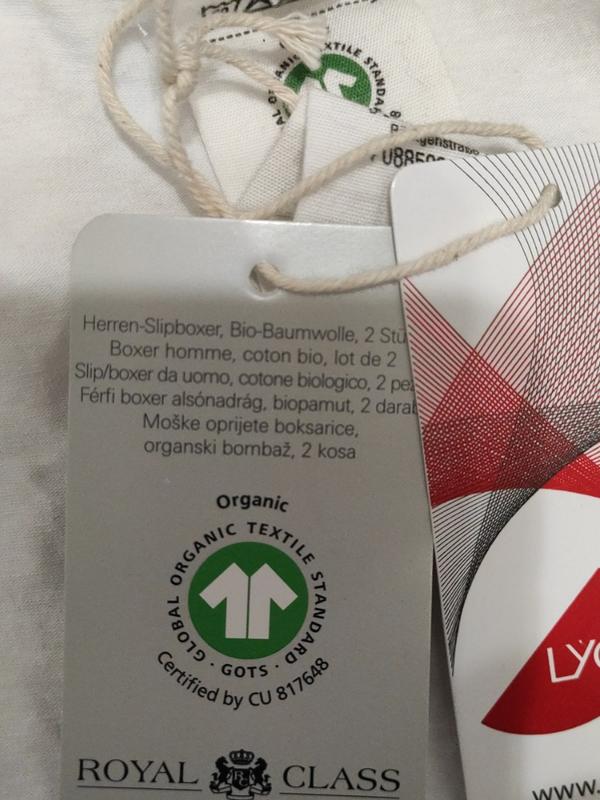 Herren-Slipboxer, Bio-Baumwolle, 2
Boxer homme, coton bio, lot de 2
Slip/boxer da uomo, cotone biologico, 2
Férfi boxer alsónadrág, biopamut, 2
Moške oprijete boksarice,
organski bombaž, 2 kosa
Organic
GLOBAL ORGANIC TEXTILE STANDARD
· GOTS ·
Certified by CU 817648
ROYAL CLASS